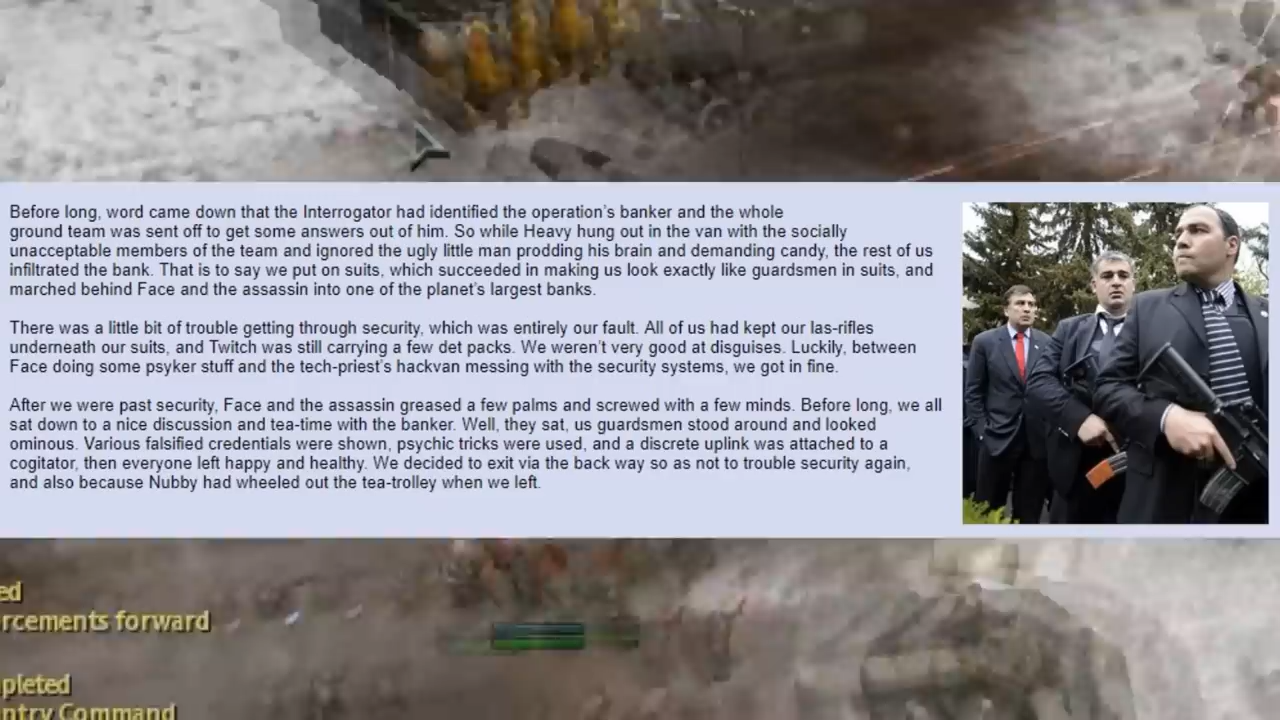 Before long, word came down that the Interrogator had identified the operation's banker and the whole
ground team was sent off to get some answers out of him. So while Heavy hung out in the van with the socially
unacceptable members of the team and ignored the ugly little man prodding his brain and demanding candy, the rest of us
infiltrated the bank. That is to say we put on suits, which succeeded in making us look exactly like guardsmen in suits, and
marched behind Face and the assassin into one of the planet's largest banks.
There was a little bit of trouble getting through security, which was entirely our fault. All of us had kept our las-rifles
underneath our suits, and Twitch was still carrying a few det packs. We weren't very good at disguises. Luckily, between
Face doing some psyker stuff and the tech-priest's hackvan messing with the security systems, we got in fine.
After we were past security, Face and the assassin greased a few palms and screwed with a few minds. Before long, we all
sat down to a nice discussion and tea-time with the banker. Well, they sat, us guardsmen stood around and looked
ominous. Various falsified credentials were shown, psychic tricks were used, and a discrete uplink was attached to a
cogitator, then everyone left happy and healthy. We decided to exit via the back way so as not to trouble security again,
and also because Nubby had wheeled out the tea-trolley when we left.
ed
rcements forward
pleted
ntry Command